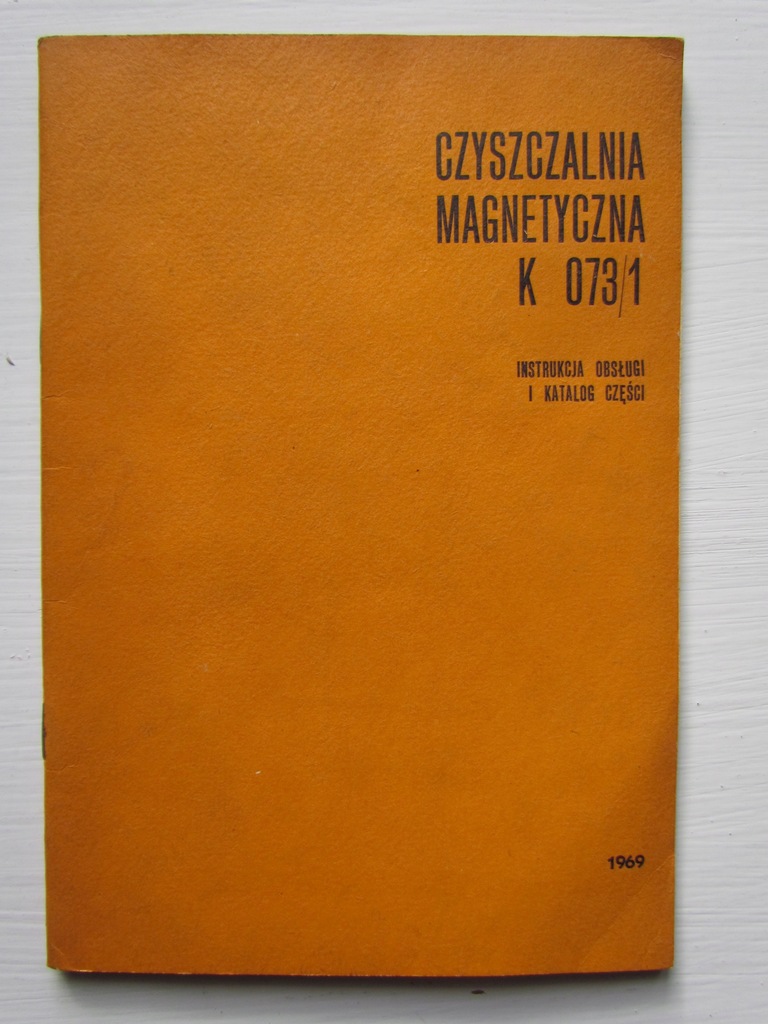 CZYSZCZALNIA
MAGNETYCZNA
K 073/1
INSTRUKCJA OBSŁUGI
I KATALOG CZĘŚCI
1969